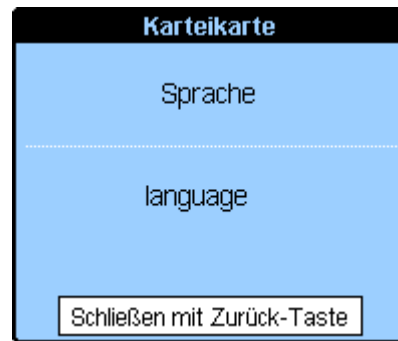 Karteikarte
Sprache
language
Schließen mit Zurück-Taste